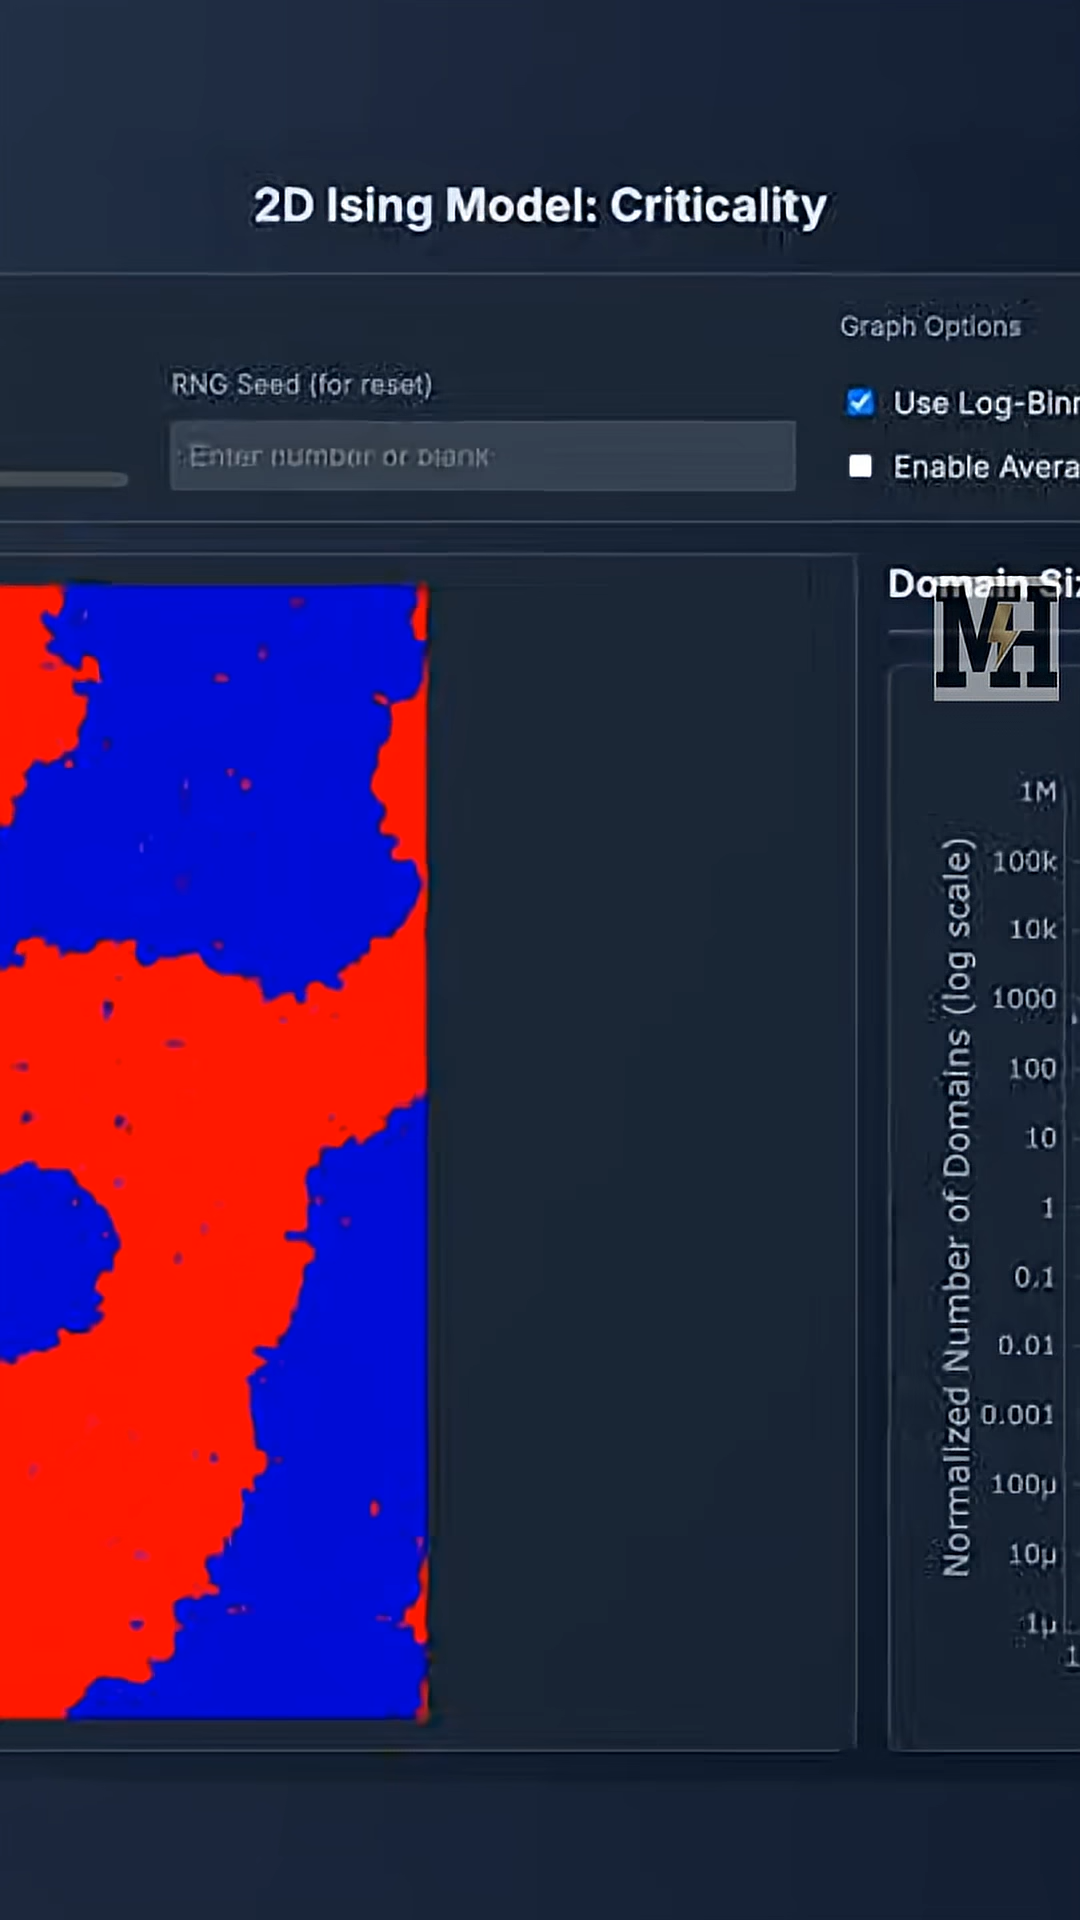 2D Ising Model: Criticality
Graph Options
RNG Seed (for reset)
Use Log-Binn
Enter number or blank
Enable Avera
Domain Siz
MH
1M
100k
10k
1000
100
10
1
0.1
0.01
0.001
100µ
10µ
1µ
1
Normalized Number of Domains (log scale)